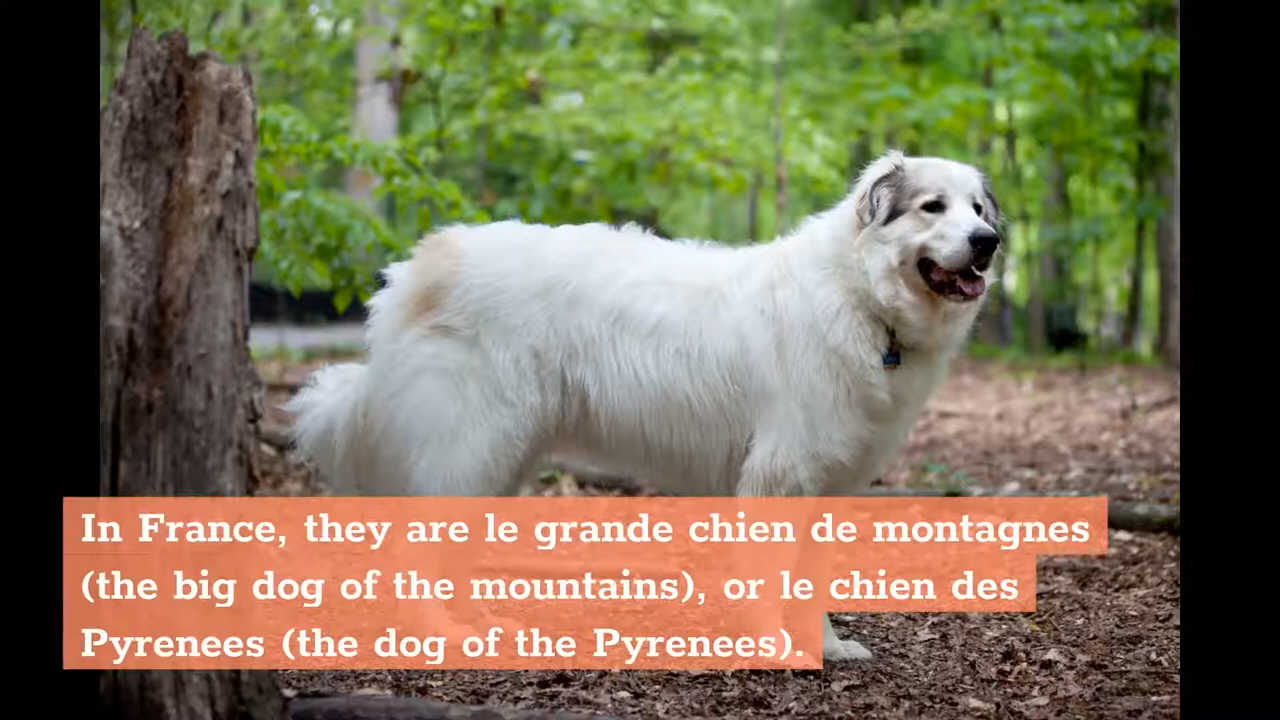 In France, they are le grande chien de montagnes
(the big dog of the mountains), or le chien des
Pyrenees (the dog of the Pyrenees).